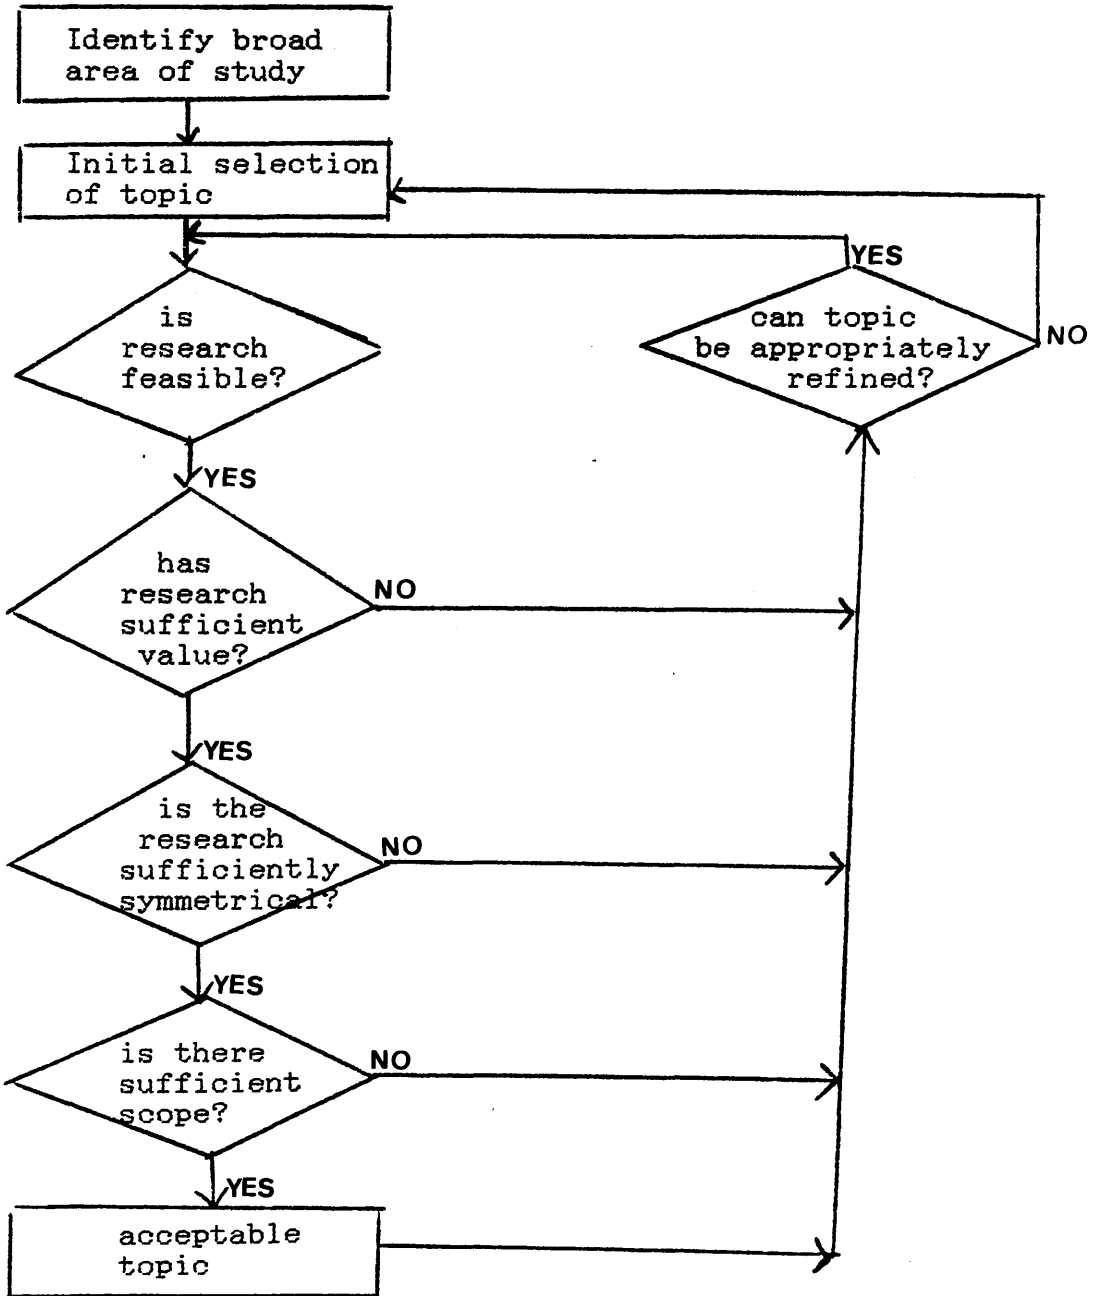 Identify broad
area of study
Initial selection
of topic
YES
is
research
feasible?
can topic
be appropriately
refined?
NO
YES
has
research
sufficient
value?
NO
YES
is the
research
sufficiently
symmetrical?
NO
YES
is there
sufficient
scope?
NO
YES
acceptable
topic